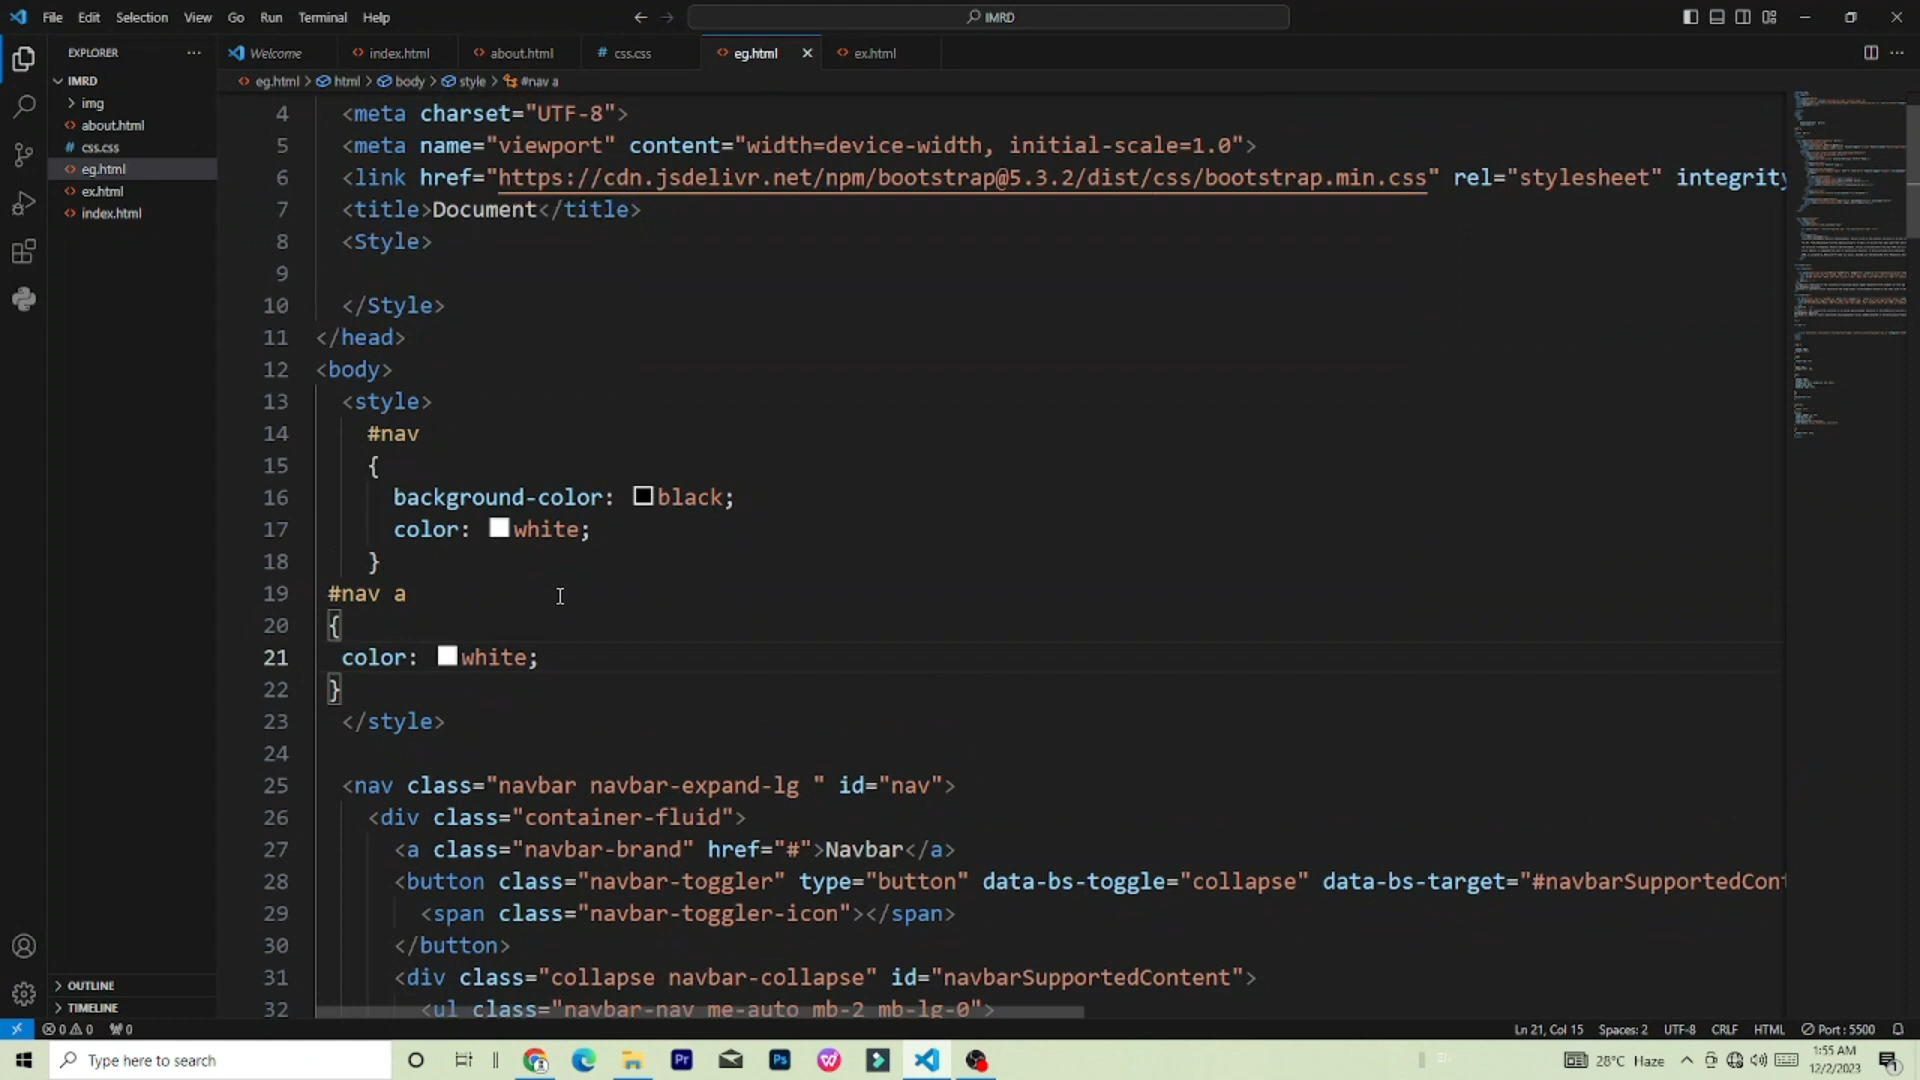 File Edit Selection View Go Run Terminal Help
IMRD
EXPLORER
Welcome
index.html
about.html
# css.css
eg.html
ex.html
IMRD
img
about.html
# css.css
eg.html
ex.html
index.html
eg.html > html > body > style > #nav a
4 <meta charset="UTF-8">
5 <meta name="viewport" content="width=device-width, initial-scale=1.0">
6 <link href="https://cdn.jsdelivr.net/npm/bootstrap@5.3.2/dist/css/bootstrap.min.css" rel="stylesheet" integrity
7 <title>Document</title>
8 <Style>
9
10 </Style>
11 </head>
12 <body>
13 <style>
14 #nav
15 {
16 background-color: black;
17 color: white;
18 }
19 #nav a
20 {
21 color: white;
22 }
23 </style>
24
25 <nav class="navbar navbar-expand-lg " id="nav">
26 <div class="container-fluid">
27 <a class="navbar-brand" href="#">Navbar</a>
28 <button class="navbar-toggler" type="button" data-bs-toggle="collapse" data-bs-target="#navbarSupportedCont
29 <span class="navbar-toggler-icon"></span>
30 </button>
31 <div class="collapse navbar-collapse" id="navbarSupportedContent">
32 <ul class="navbar-nav me-auto mb-2 mb-lg-0">
OUTLINE
TIMELINE
0 0 0
Ln 21, Col 15 Spaces: 2 UTF-8 CRLF HTML Port : 5500
Type here to search
28°C Haze
1:55 AM
12/2/2023